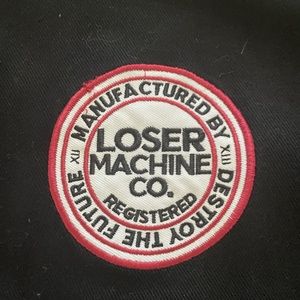 MANUFACTURED BY
XIII
DESTROY THE FUTURE
XII
LOSER
MACHINE
CO.
REGISTERED